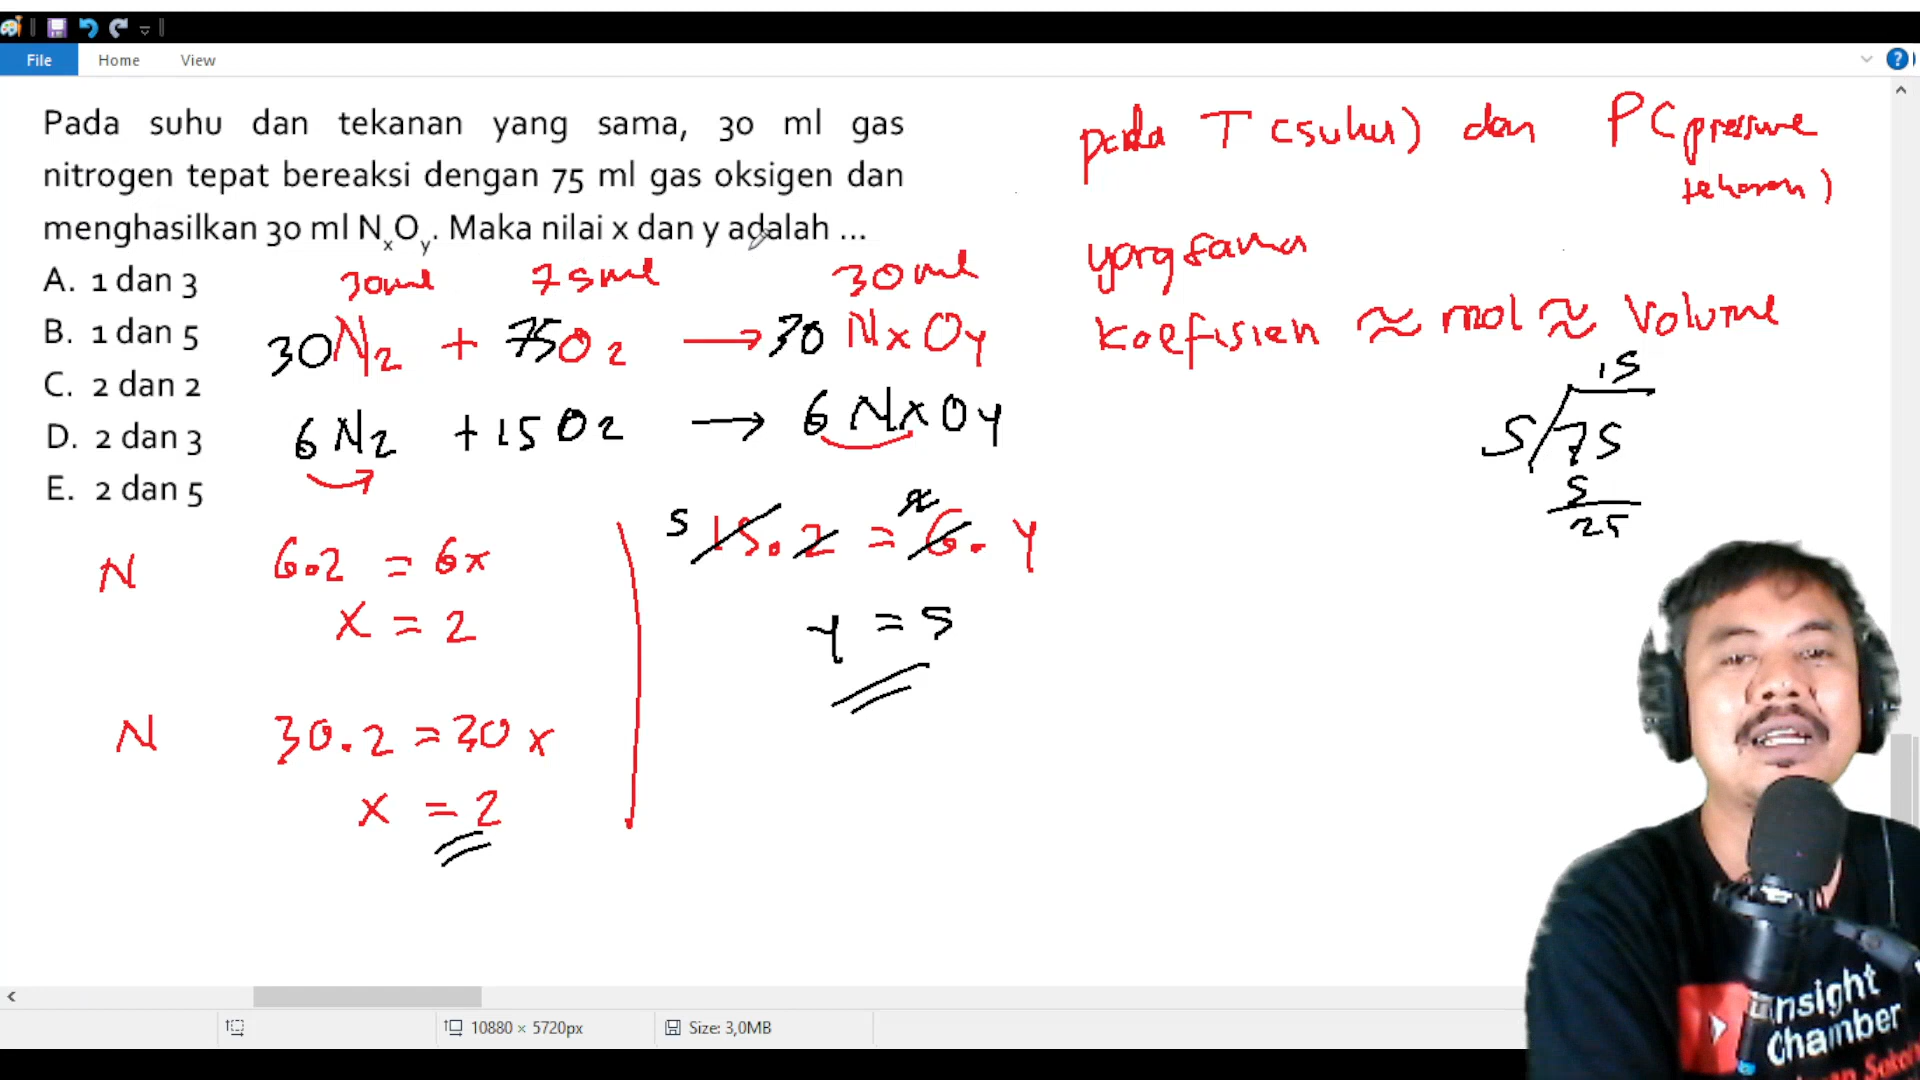 File Home View
Pada suhu dan tekanan yang sama, 30 ml gas
nitrogen tepat bereaksi dengan 75 ml gas oksigen dan
menghasilkan 30 ml NxOy. Maka nilai x dan y adalah ...
A. 1 dan 3
B. 1 dan 5
C. 2 dan 2
D. 2 dan 3
E. 2 dan 5
30ml 75ml 30ml
30N2 + 75O2 → 30 NxOy
6N2 + 15O2 → 6NxOy
N 6.2 = 6x
x = 2
N 30.2 = 30x
x = 2
5 15.2 = 2 6.y
y = 5
pada T (suhu) dan P (pressure
tekanan)
yang sama
Koefisien ≈ mol ≈ Volume
15
5/75
5
25
10880 × 5720px Size: 3,0MB
insight
Chamber